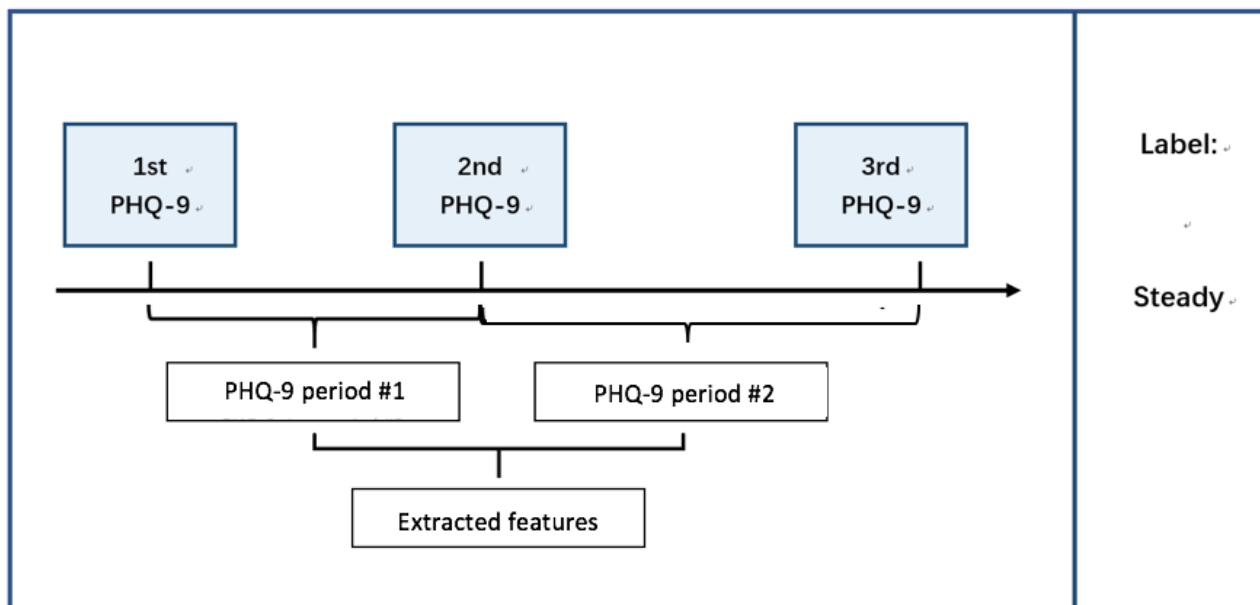 1st
PHQ-9
2nd
PHQ-9
3rd
PHQ-9
Label:
Steady
PHQ-9 period #1
PHQ-9 period #2
Extracted features